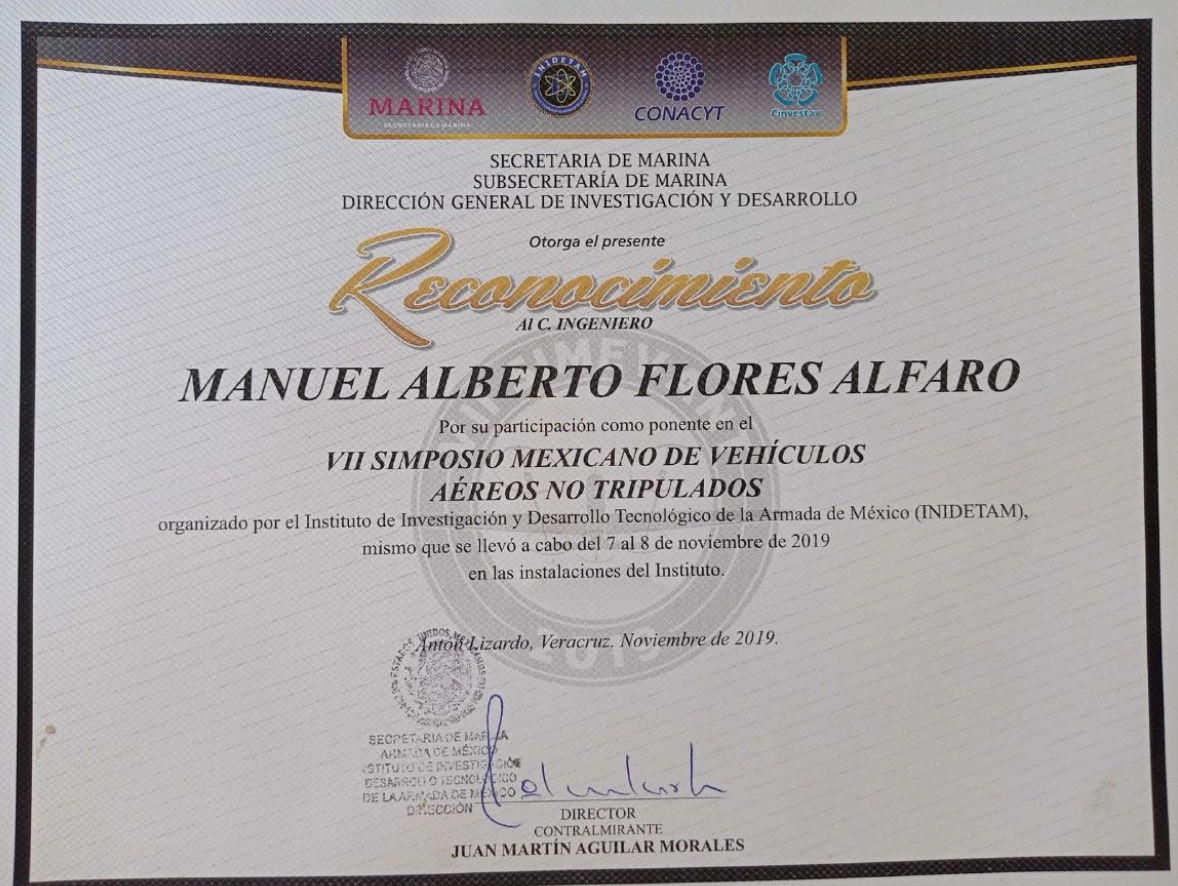 MARINA
SECRETARÍA DE MARINA
INIDETAM
CONACYT
Cinvestav
SECRETARIA DE MARINA
SUBSECRETARÍA DE MARINA
DIRECCIÓN GENERAL DE INVESTIGACIÓN Y DESARROLLO
Otorga el presente
Reconocimiento
Al C. INGENIERO
MANUEL ALBERTO FLORES ALFARO
Por su participación como ponente en el
VII SIMPOSIO MEXICANO DE VEHÍCULOS
AÉREOS NO TRIPULADOS
organizado por el Instituto de Investigación y Desarrollo Tecnológico de la Armada de México (INIDETAM),
mismo que se llevó a cabo del 7 al 8 de noviembre de 2019
en las instalaciones del Instituto.
2019
Antón Lizardo, Veracruz. Noviembre de 2019.
ESTADOS UNIDOS MEXICANOS
SECRETARIA DE MARINA
ARMADA DE MÉXICO
INSTITUTO DE INVESTIGACIÓN
DESARROLLO TECNOLÓGICO
DE LA ARMADA DE MÉXICO
DIRECCIÓN
DIRECTOR
CONTRALMIRANTE
JUAN MARTÍN AGUILAR MORALES